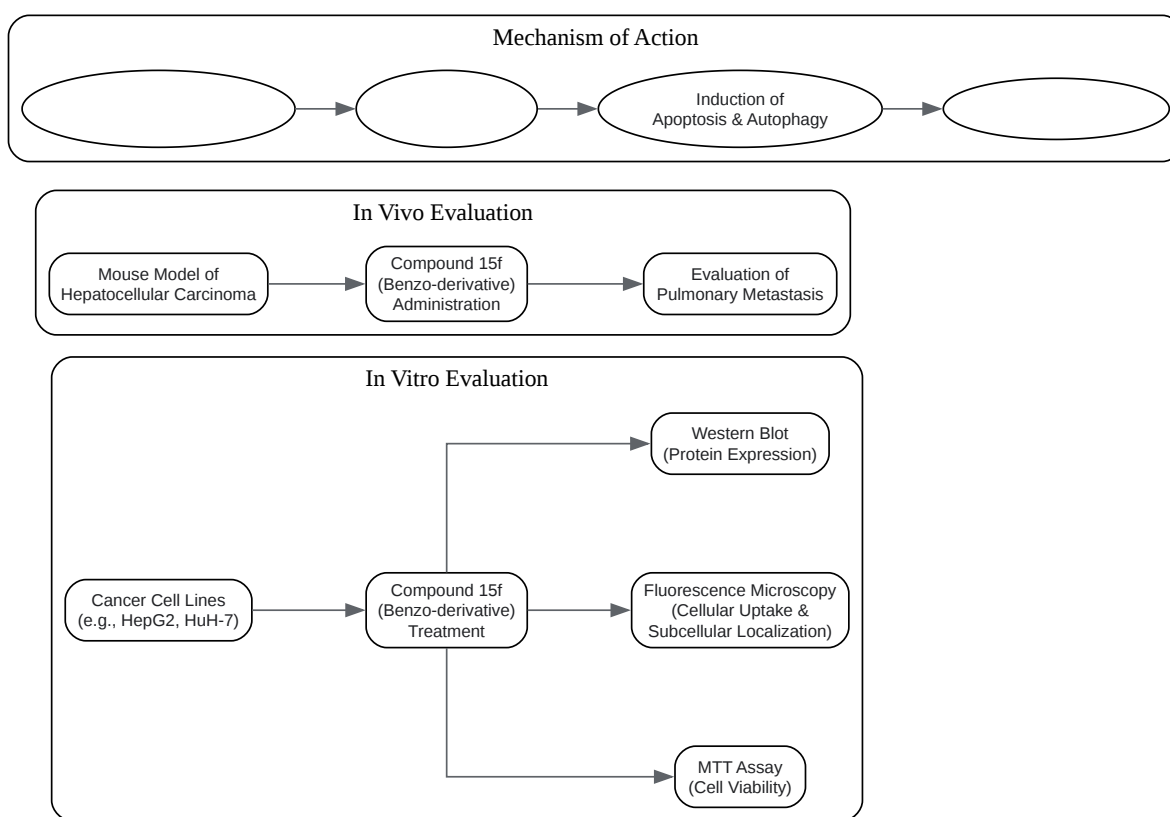 Mechanism of Action
Induction of
Apoptosis & Autophagy
In Vivo Evaluation
Mouse Model of
Hepatocellular Carcinoma
Compound 15f
(Benzo-derivative)
Administration
Evaluation of
Pulmonary Metastasis
In Vitro Evaluation
Western Blot
(Protein Expression)
Cancer Cell Lines
(e.g., HepG2, HuH-7)
Compound 15f
(Benzo-derivative)
Treatment
Fluorescence Microscopy
(Cellular Uptake &
Subcellular Localization)
MTT Assay
(Cell Viability)